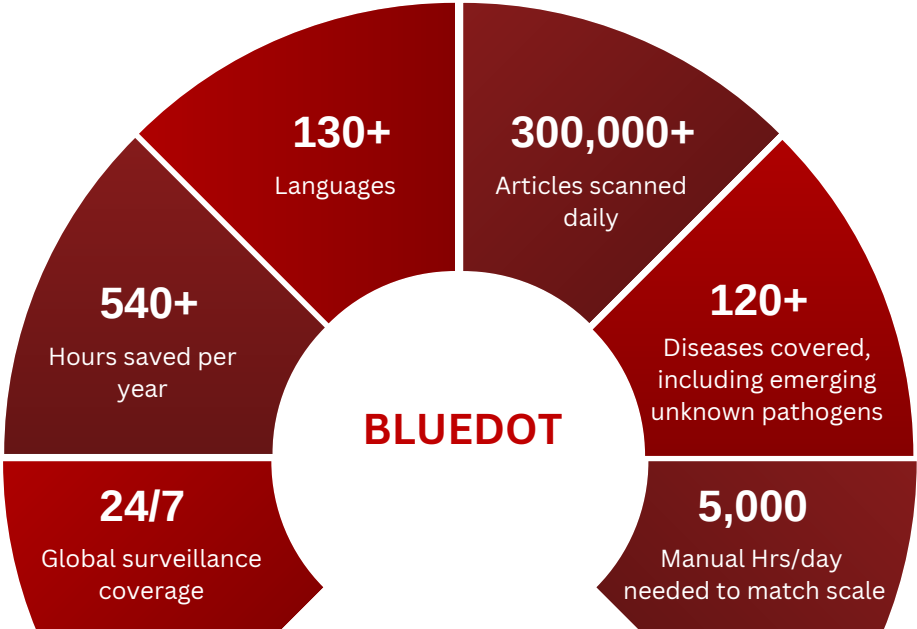 130+
Languages
300,000+
Articles scanned
daily
540+
Hours saved per
year
120+
Diseases covered,
including emerging
unknown pathogens
BLUEDOT
24/7
Global surveillance
coverage
5,000
Manual Hrs/day
needed to match scale